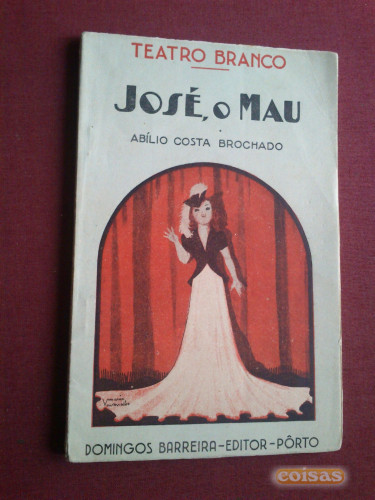 TEATRO BRANCO
JOSÉ, O MAU
ABÍLIO COSTA BROCHADO
DOMINGOS BARREIRA-EDITOR-PÔRTO
coisas